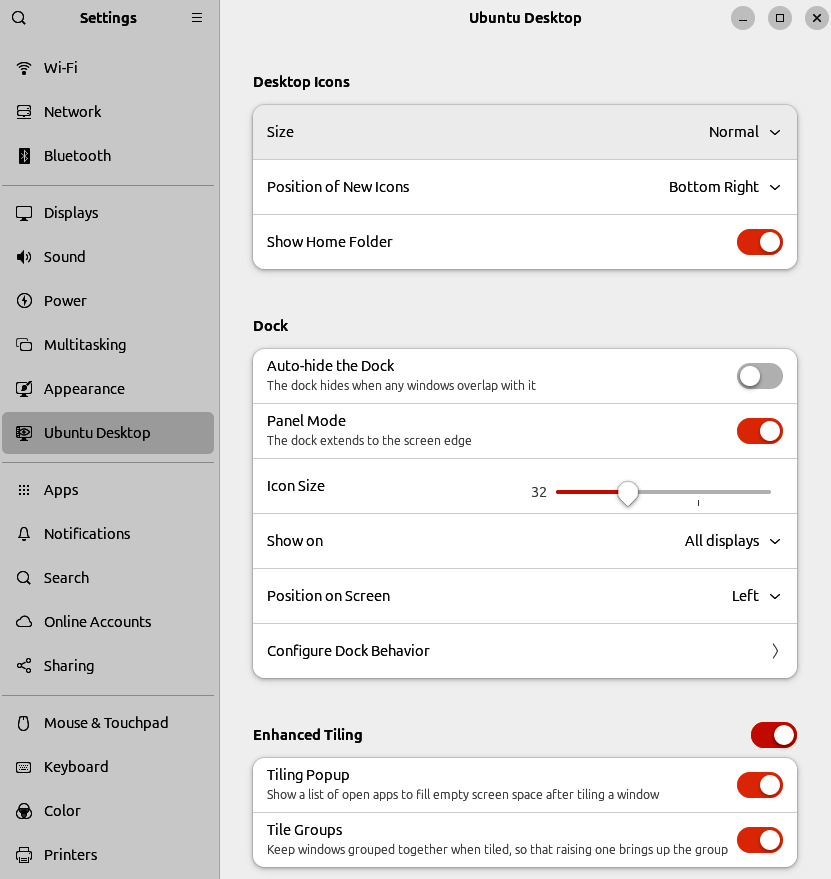 Settings
Ubuntu Desktop
Wi-Fi
Network
Bluetooth
Displays
Sound
Power
Multitasking
Appearance
Ubuntu Desktop
Apps
Notifications
Search
Online Accounts
Sharing
Mouse & Touchpad
Keyboard
Color
Printers
Desktop Icons
Size Normal
Position of New Icons Bottom Right
Show Home Folder
Dock
Auto-hide the Dock
The dock hides when any windows overlap with it
Panel Mode
The dock extends to the screen edge
Icon Size 32
Show on All displays
Position on Screen Left
Configure Dock Behavior
Enhanced Tiling
Tiling Popup
Show a list of open apps to fill empty screen space after tiling a window
Tile Groups
Keep windows grouped together when tiled, so that raising one brings up the group